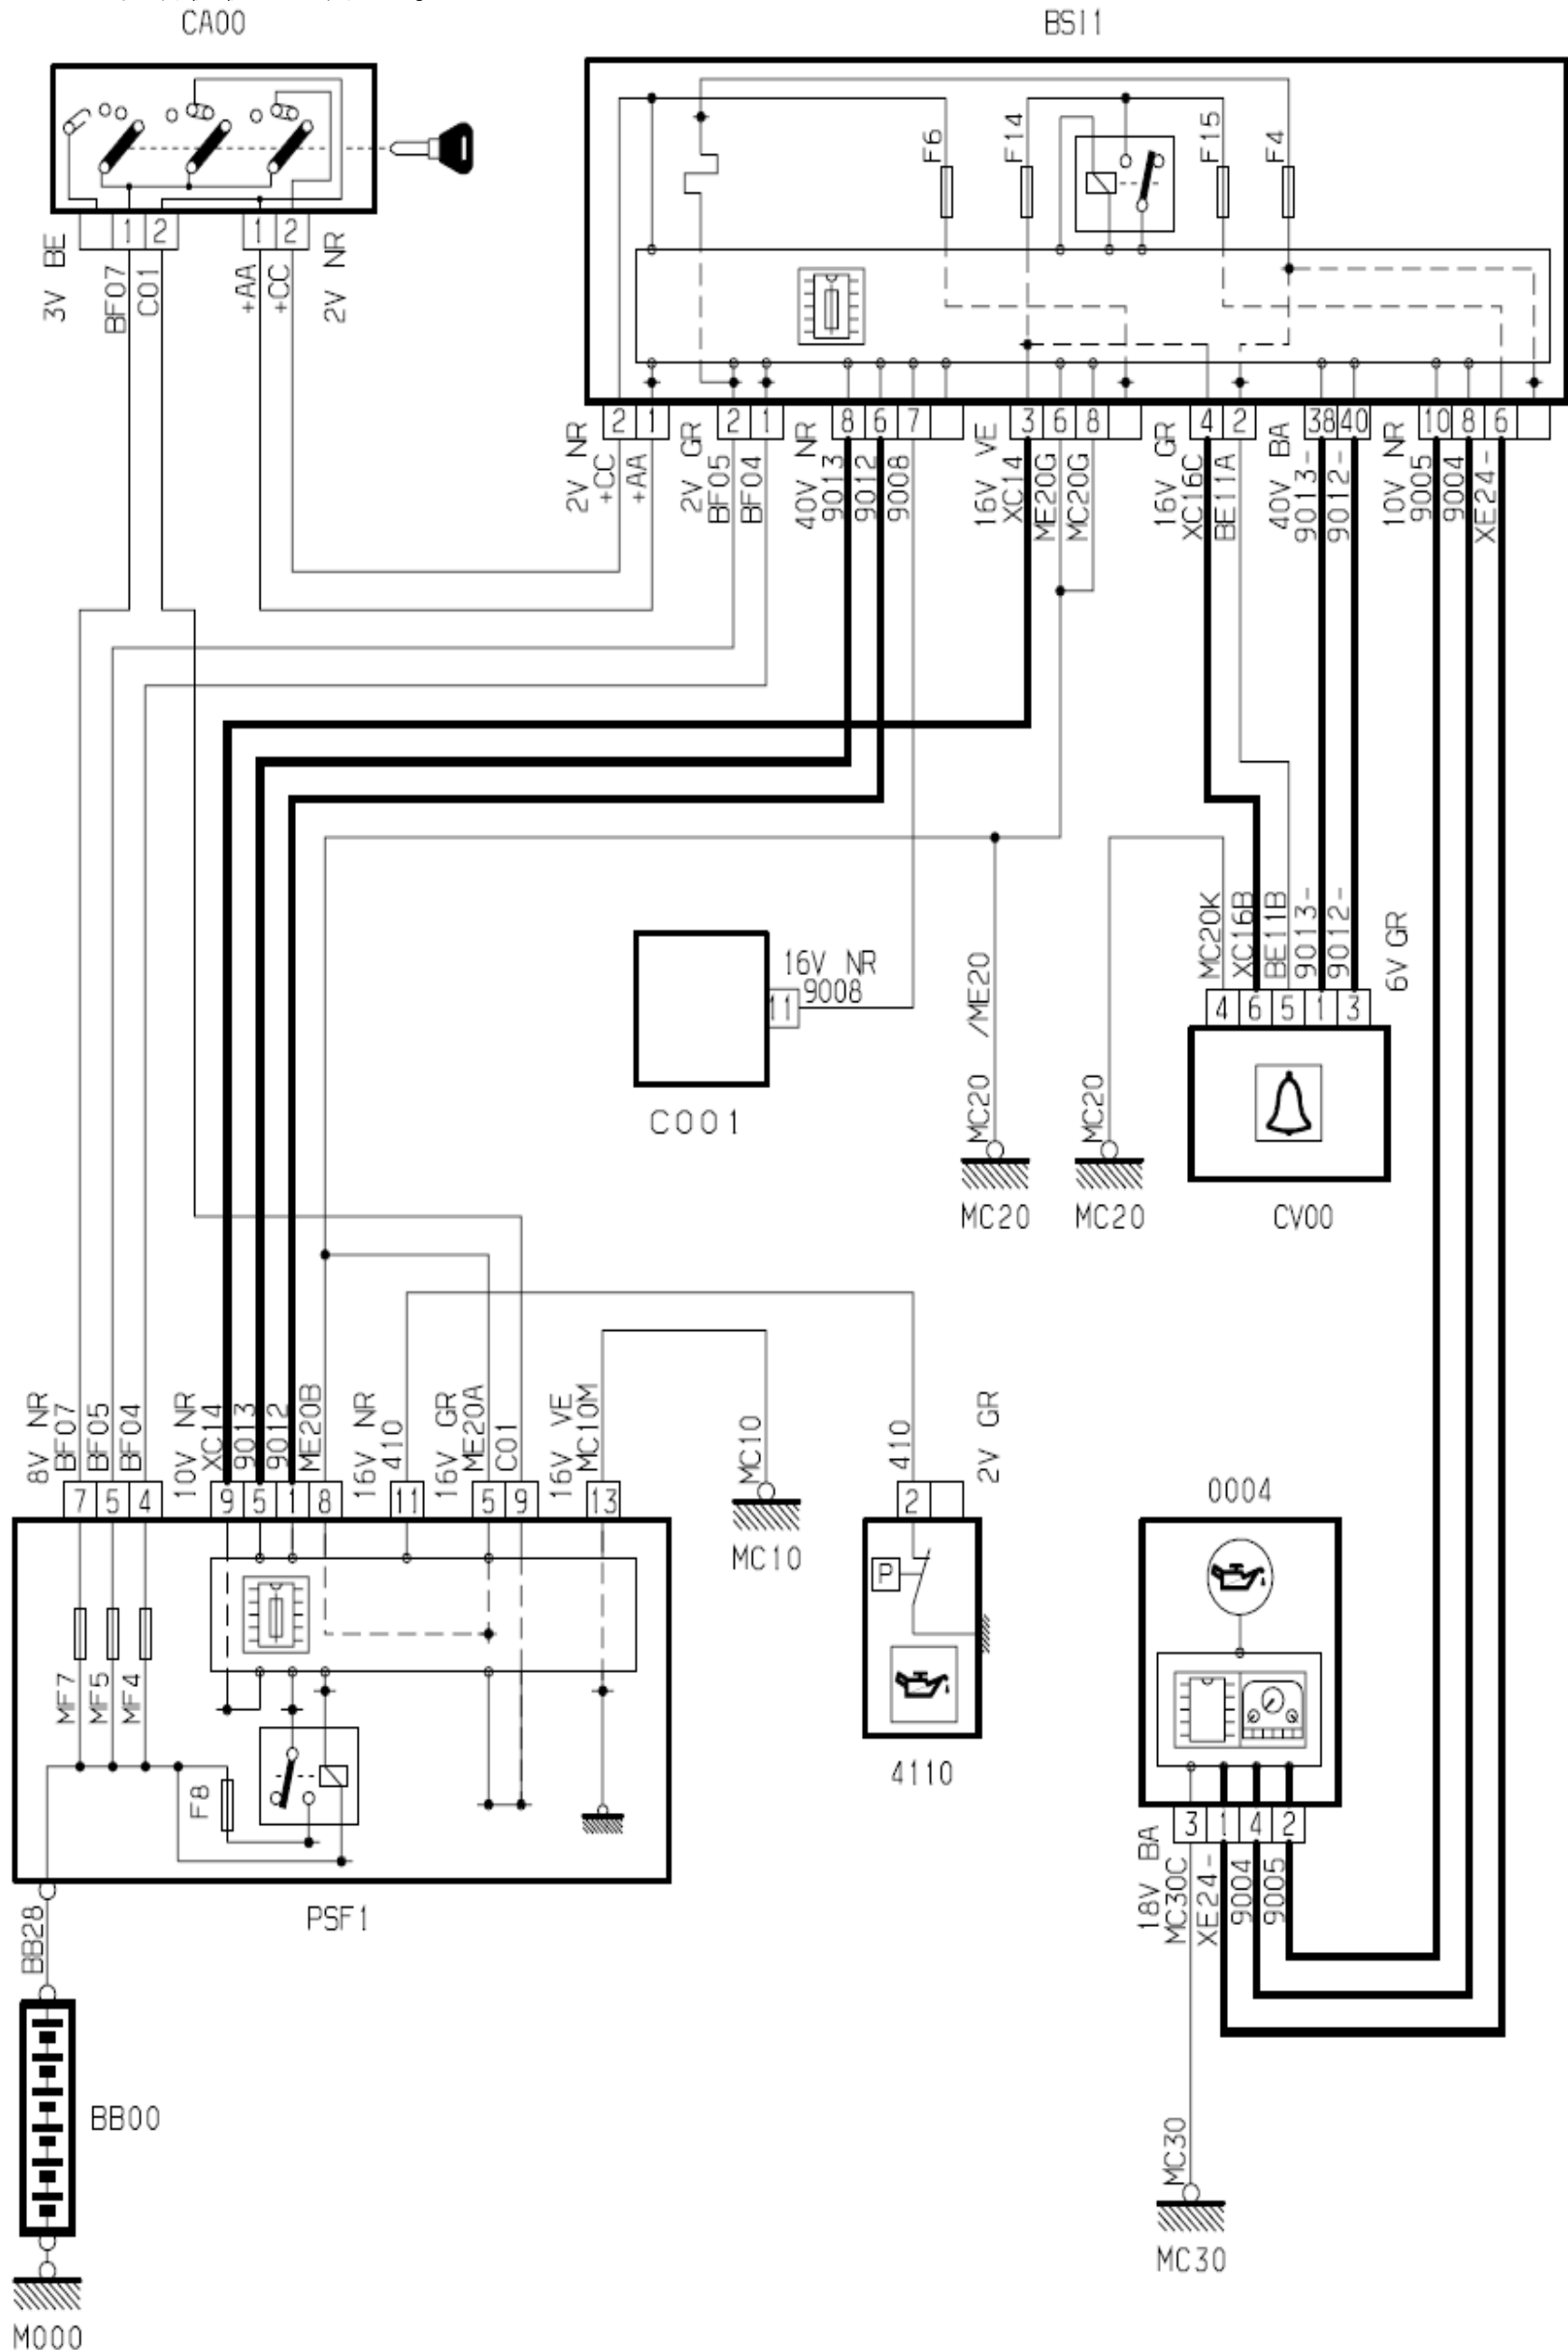 CA00
BSI1
F6
F14
F15
F4
1
2
1
2
3V BE
BF07
C01
+AA
+CC
2V NR
2
1
2
1
8
6
7
3
6
8
4
2
38
40
10
8
6
2V NR
+CC
+AA
2V GR
BF05
BF04
40V NR
9013
9012
9008
16V VE
XC14
ME20G
MC20G
16V GR
XC16C
BE11A
40V BA
9013-
9012-
10V NR
9005
9004
XE24-
MC20K
XC16B
BE11B
9013-
9012-
6V GR
4
6
5
1
3
16V NR
11
9008
C001
MC20 /ME20
MC20
MC20
MC20
CV00
8V NR
BF07
BF05
BF04
10V NR
XC14
9013
9012
ME20B
16V NR
410
16V GR
ME20A
C01
16V VE
MC10M
MC10
410
2V GR
7
5
4
9
5
1
8
11
5
9
13
2
MC10
0004
P
MF7
MF5
MF4
F8
4110
3
1
4
2
18V BA
MC30C
XE24-
9004
9005
PSF1
BB28
BB00
MC30
MC30
M000